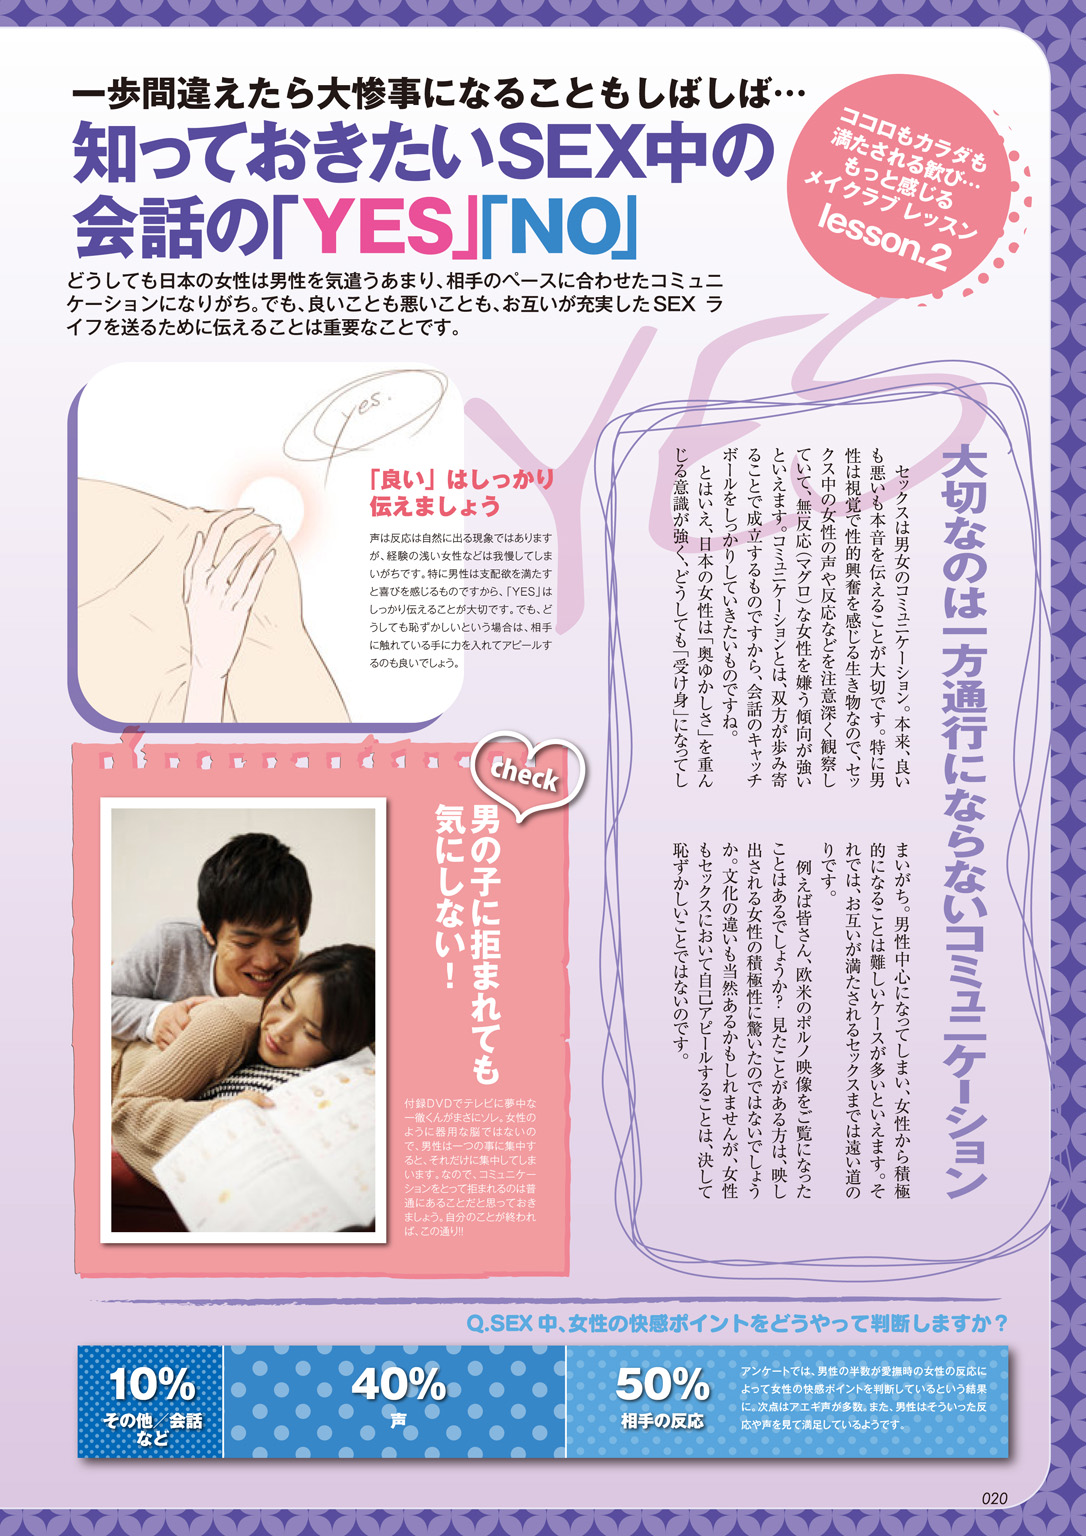 一歩間違えたら大惨事になることもしばしば…
知っておきたいSEX中の
会話の「YES」「NO」
ココロもカラダも
満たされる歓び…
もっと感じる
メイクラブレッスン
lesson.2
どうしても日本の女性は男性を気遣うあまり、相手のペースに合わせたコミュニ
ケーションになりがち。でも、良いことも悪いことも、お互いが充実したSEX ラ
イフを送るために伝えることは重要なことです。
YES
大切なのは一方通行にならないコミュニケーション
セックスは男女のコミュニケーション。本来、良い
も悪いも本音を伝えることが大切です。特に男
性は視覚で性的興奮を感じる生き物なので、セッ
クス中の女性の声や反応などを注意深く観察し
ていて、無反応(マグロ)な女性を嫌う傾向が強い
といえます。コミュニケーションとは、双方が歩み寄
ることで成立するものですから、会話のキャッチ
ボールをしっかりしていきたいものですね。
とはいえ、日本の女性は「奥ゆかしさ」を重ん
じる意識が強く、どうしても「受け身」になってし
まいがち。男性中心になってしまい、女性から積極
的になることは難しいケースが多いといえます。そ
れでは、お互いが満たされるセックスまでは遠い道の
りです。
例えば皆さん、欧米のポルノ映像をご覧になった
ことはあるでしょうか? 見たことがある方は、映し
出される女性の積極性に驚いたのではないでしょう
か。文化の違いも当然あるかもしれませんが、女性
もセックスにおいて自己アピールすることは、決して
恥ずかしいことではないのです。
yes.
「良い」はしっかり
伝えましょう
声は反応は自然に出る現象ではあります
が、経験の浅い女性などは我慢してしま
いがちです。特に男性は支配欲を満たす
と喜びを感じるものですから、「YES」は
しっかり伝えることが大切です。でも、ど
うしても恥ずかしいという場合は、相手
に触れている手に力を入れてアピールす
るのも良いでしょう。
check
男の子に拒まれても
気にしない!
付録DVDでテレビに夢中な
一徹くんがまさにソレ。女性の
ように器用な脳ではないの
で、男性は一つの事に集中す
ると、それだけに集中してしま
います。なので、コミュニケー
ションをとって拒まれるのは普
通にあることだと思っておき
ましょう。自分のことが終われ
ば、この通り!!
Q.SEX 中、女性の快感ポイントをどうやって判断しますか?
10%
その他/会話
など
40%
声
50%
相手の反応
アンケートでは、男性の半数が愛撫時の女性の反応に
よって女性の快感ポイントを判断しているという結果
に。次点はアエギ声が多数。また、男性はそういった反
応や声を見て満足しているようです。
020